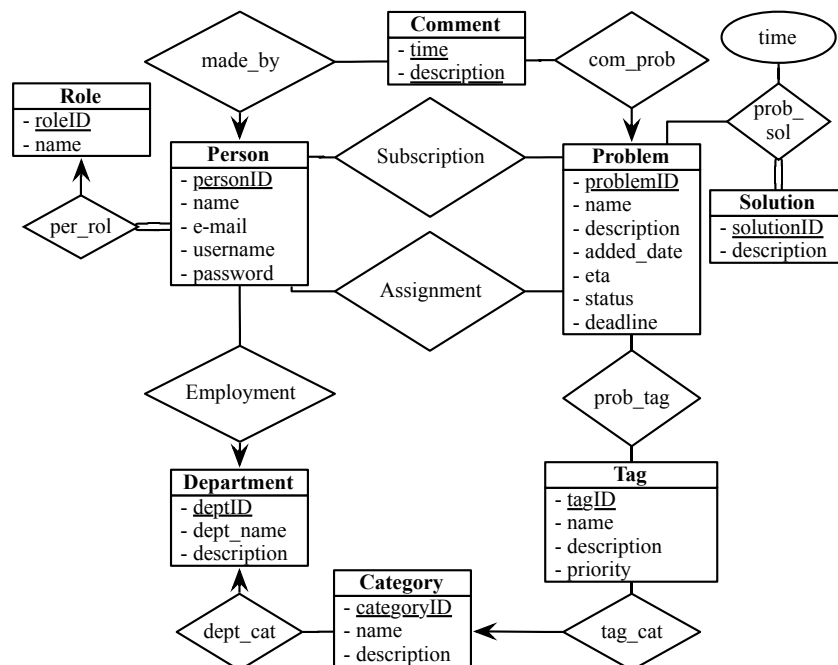 Comment
- time
- description
made_by
com_prob
time
prob_
sol
Role
- roleID
- name
per_rol
Person
- personID
- name
- e-mail
- username
- password
Subscription
Assignment
Problem
- problemID
- name
- description
- added_date
- eta
- status
- deadline
Solution
- solutionID
- description
Employment
prob_tag
Department
- deptID
- dept_name
- description
Tag
- tagID
- name
- description
- priority
dept_cat
Category
- categoryID
- name
- description
tag_cat